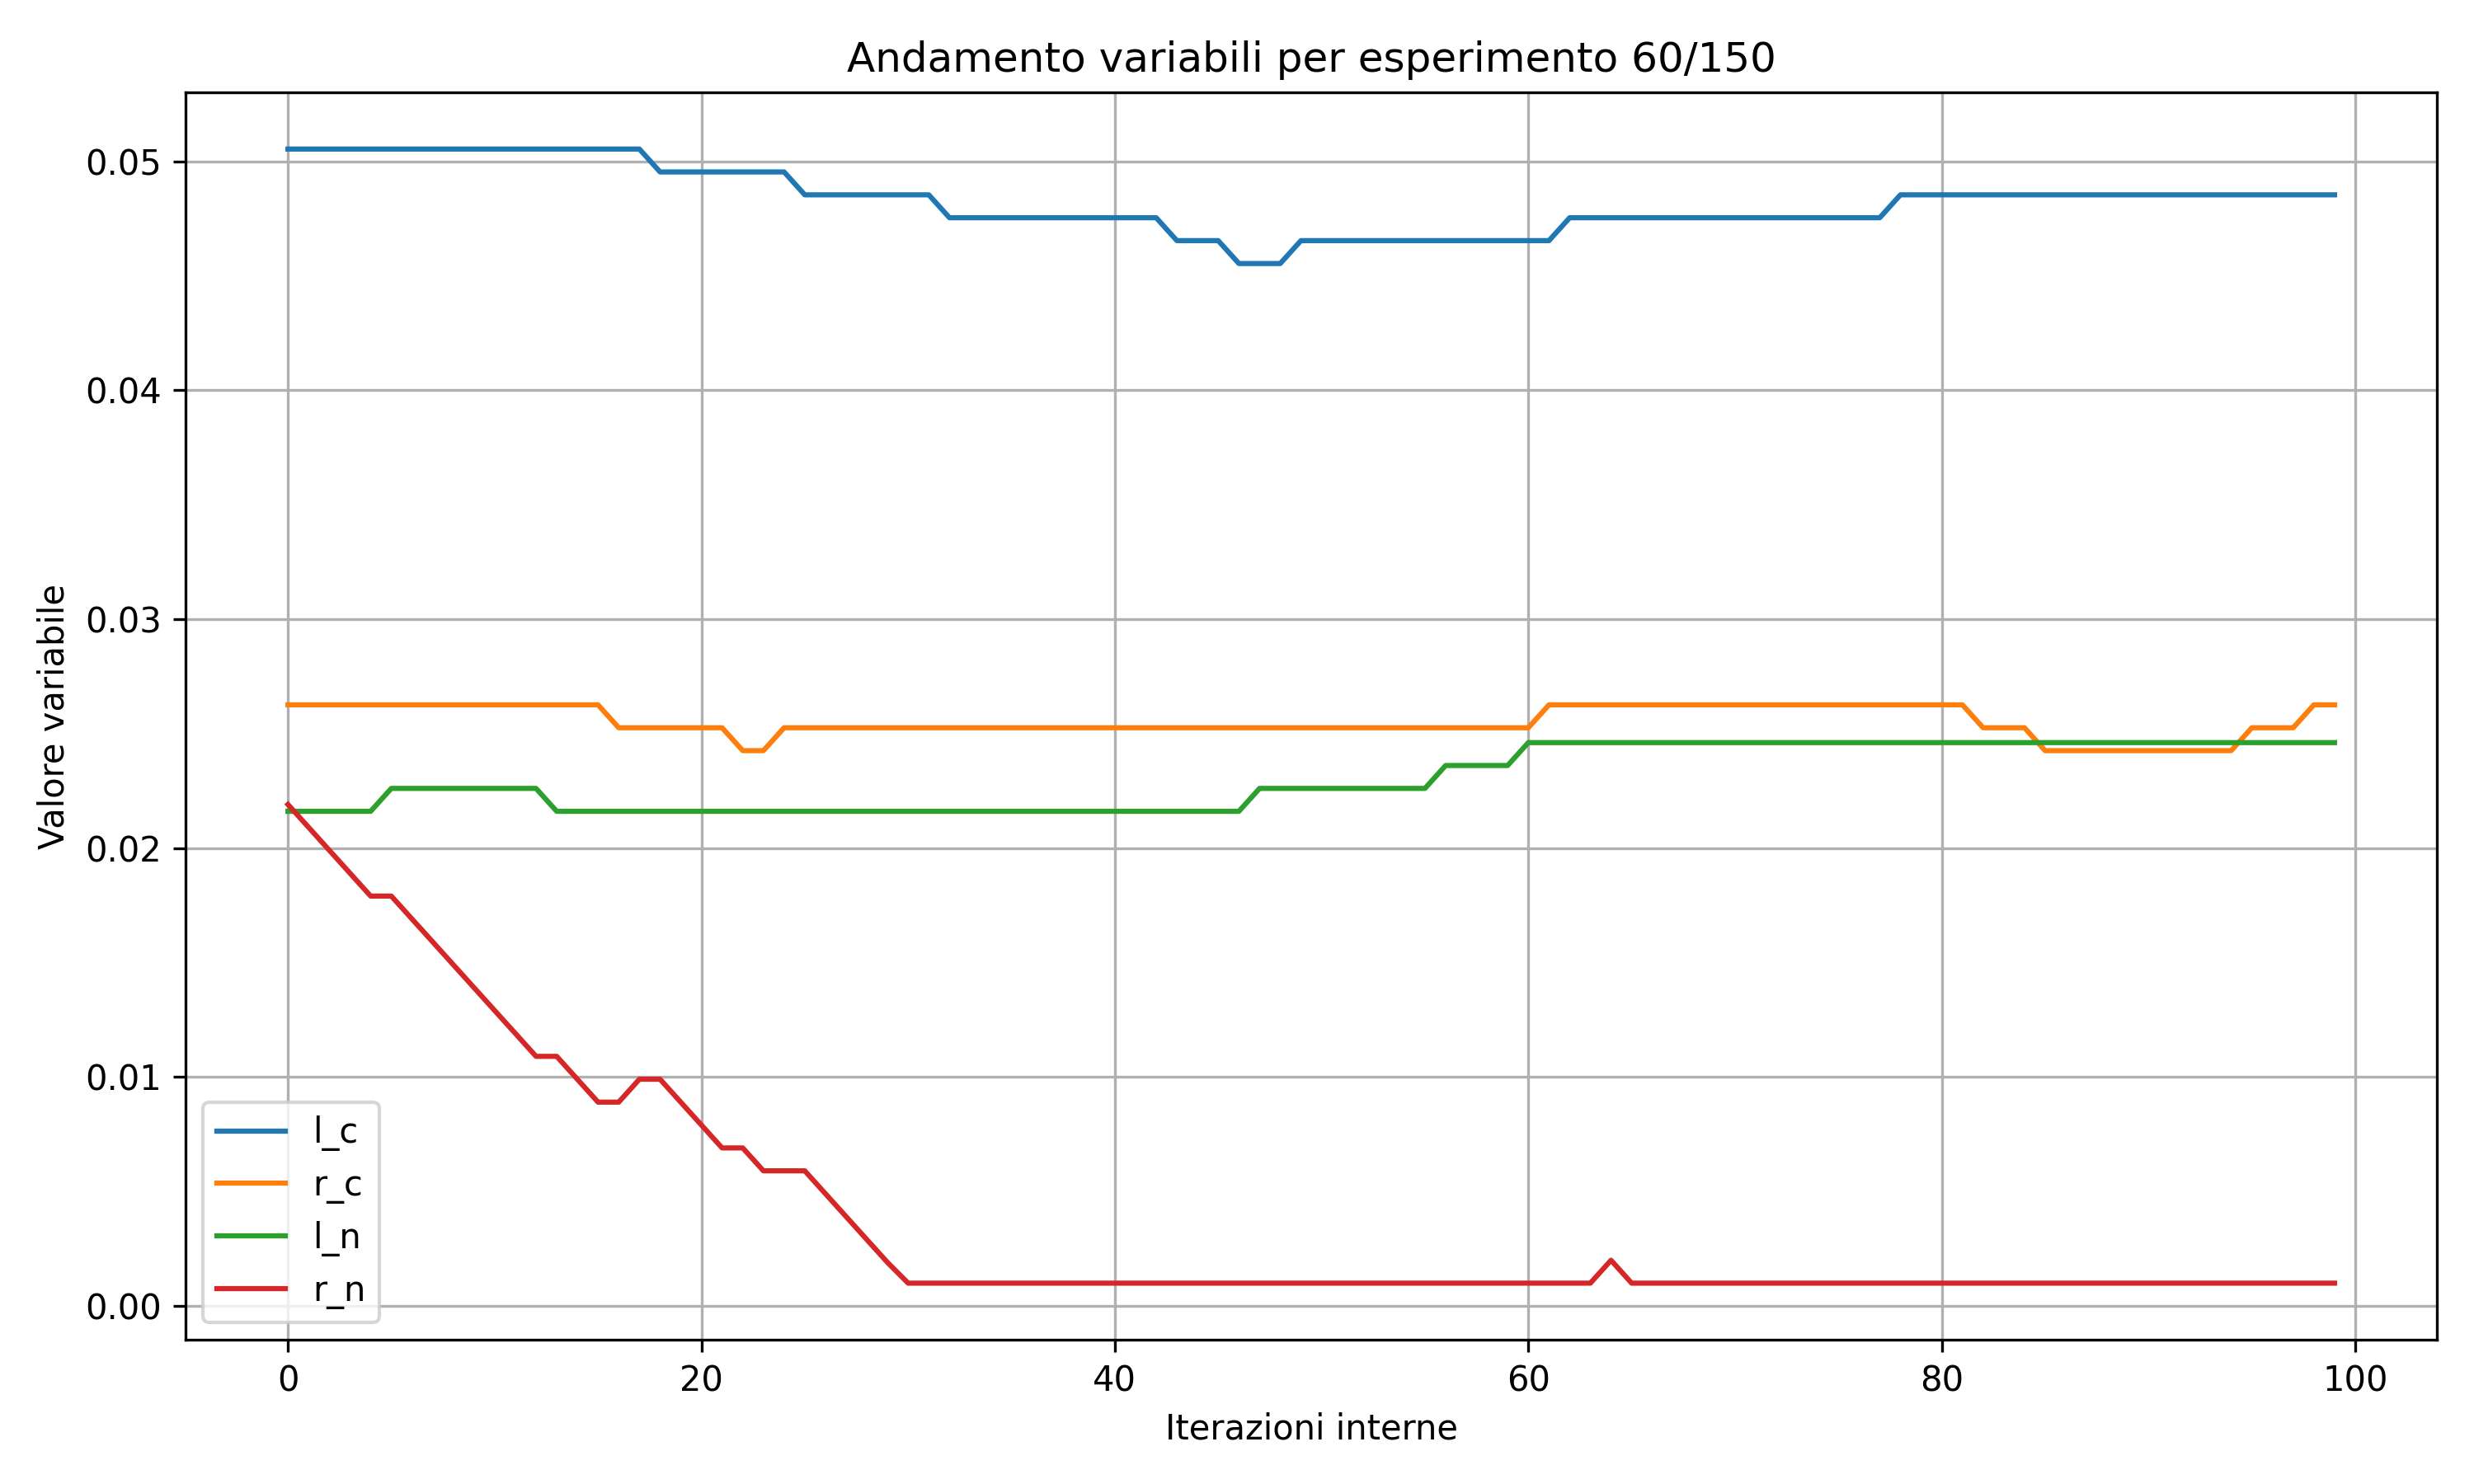 Andamento variabili per esperimento 60/150
Valore variabile
0.05
0.04
0.03
0.02
0.01
0.00
l_c
r_c
l_n
r_n
0 20 40 60 80 100
Iterazioni interne